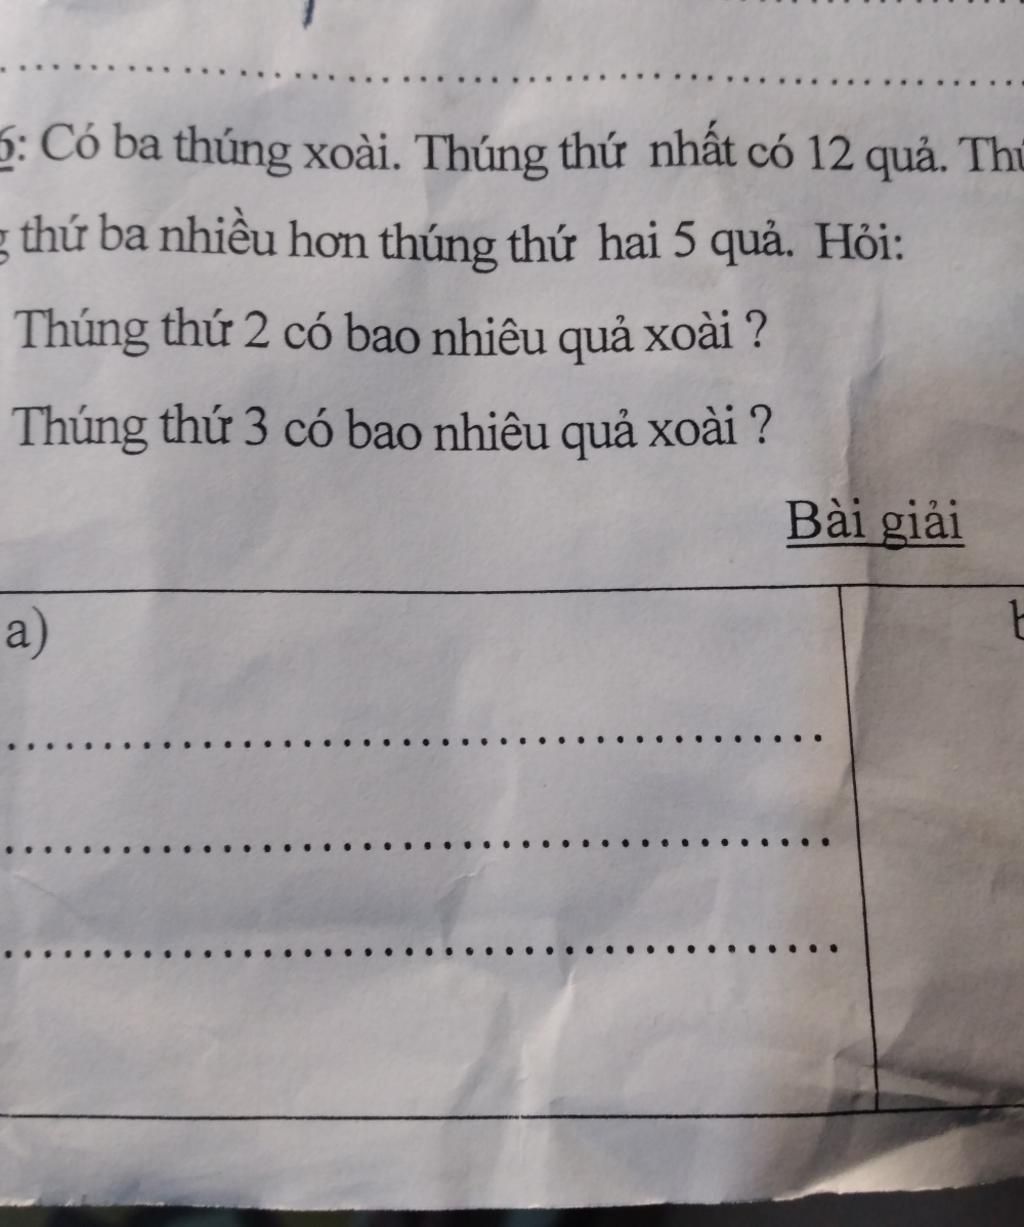 6: Có ba thúng xoài. Thúng thứ nhất có 12 quả. Thú
g thứ ba nhiều hơn thúng thứ hai 5 quả. Hỏi:
Thúng thứ 2 có bao nhiêu quả xoài ?
Thúng thứ 3 có bao nhiêu quả xoài ?
Bài giải
a)